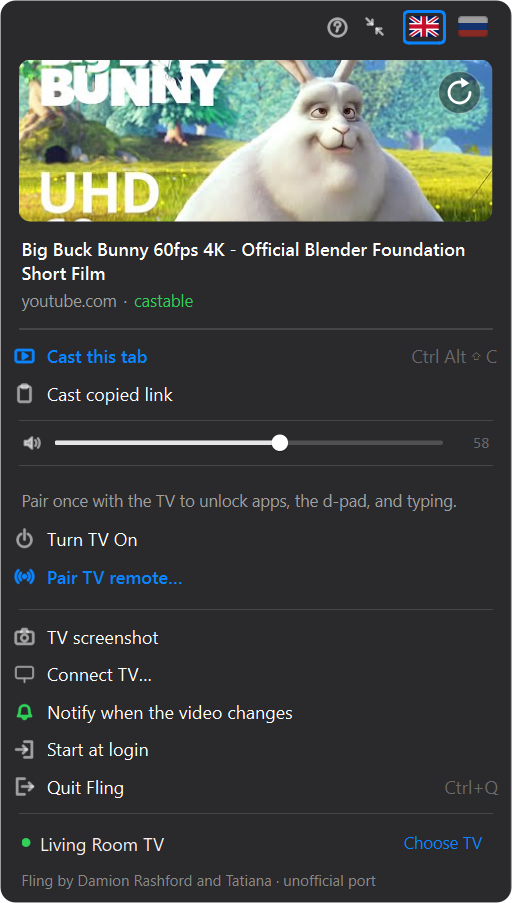 BUNNY
UHD
Big Buck Bunny 60fps 4K - Official Blender Foundation
Short Film
youtube.com · castable
Cast this tab Ctrl Alt ⇧ C
Cast copied link
58
Pair once with the TV to unlock apps, the d-pad, and typing.
Turn TV On
Pair TV remote...
TV screenshot
Connect TV...
Notify when the video changes
Start at login
Quit Fling Ctrl+Q
Living Room TV Choose TV
Fling by Damion Rashford and Tatiana · unofficial port